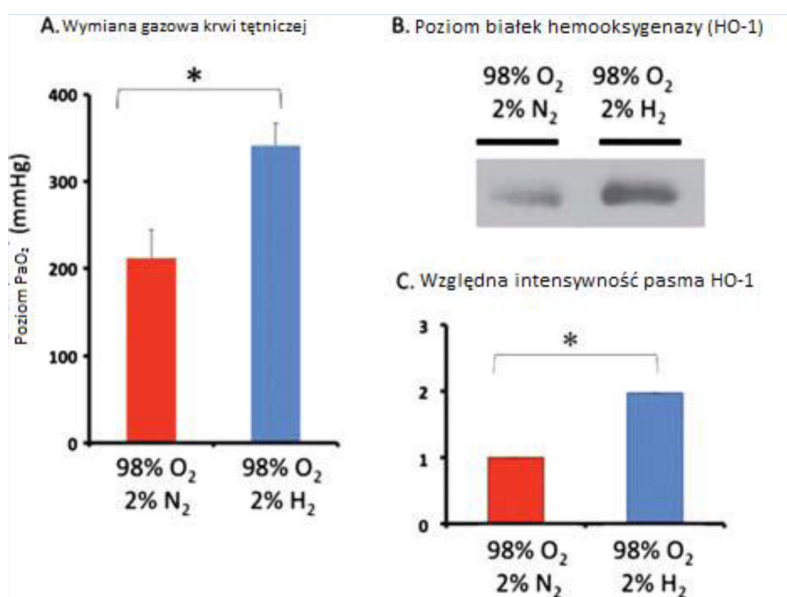 A. Wymiana gazowa krwi tętniczej
*
400
300
200
100
0
Poziom PaO₂ (mmHg)
98% O₂
2% N₂
98% O₂
2% H₂
B. Poziom białek hemooksygenazy (HO-1)
98% O₂
2% N₂
98% O₂
2% H₂
C. Względna intensywność pasma HO-1
*
3
2
1
0
98% O₂
2% N₂
98% O₂
2% H₂